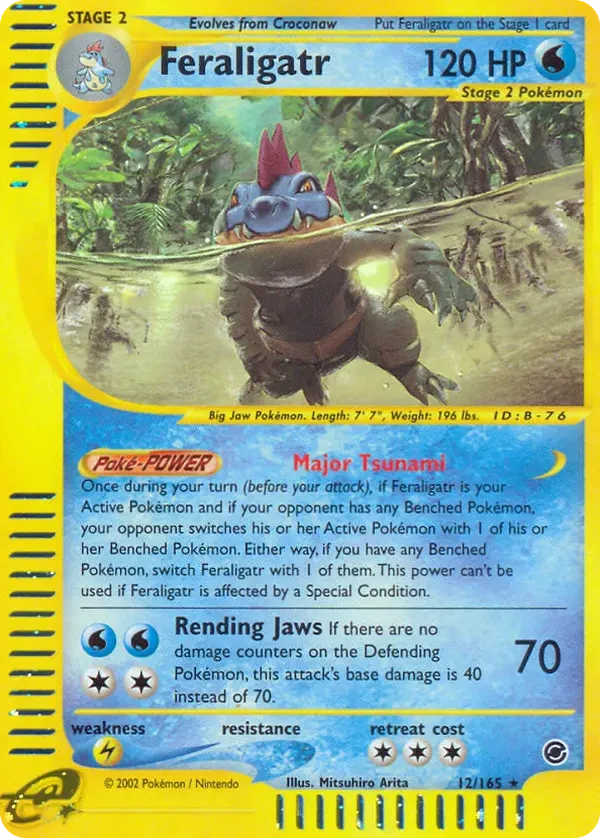 STAGE 2
Evolves from Croconaw
Put Feraligatr on the Stage 1 card
Feraligatr
120 HP
Stage 2 Pokémon
Big Jaw Pokémon. Length: 7' 7", Weight: 196 lbs. ID:B-76
Poké-POWER
Major Tsunami
Once during your turn (before your attack), if Feraligatr is your
Active Pokémon and if your opponent has any Benched Pokémon,
your opponent switches his or her Active Pokémon with 1 of his or
her Benched Pokémon. Either way, if you have any Benched
Pokémon, switch Feraligatr with 1 of them. This power can't be
used if Feraligatr is affected by a Special Condition.
Rending Jaws If there are no
damage counters on the Defending
Pokémon, this attack's base damage is 40
instead of 70.
70
weakness
resistance
retreat cost
© 2002 Pokémon / Nintendo
Illus. Mitsuhiro Arita
12/165 ★
e